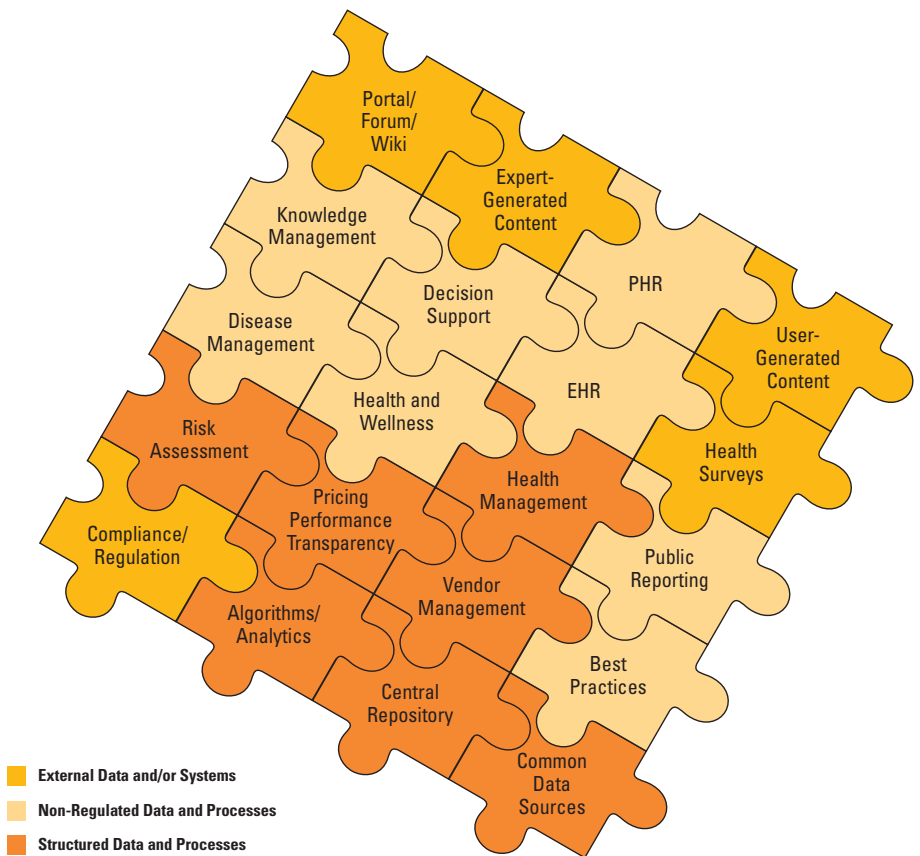 Portal/
Forum/
Wiki
Expert-
Generated
Content
Knowledge
Management
PHR
Decision
Support
User-
Generated
Content
Disease
Management
EHR
Health and
Wellness
Risk
Assessment
Health
Surveys
Health
Management
Pricing
Performance
Transparency
Compliance/
Regulation
Public
Reporting
Vendor
Management
Algorithms/
Analytics
Best
Practices
Central
Repository
Common
Data
Sources
External Data and/or Systems
Non-Regulated Data and Processes
Structured Data and Processes